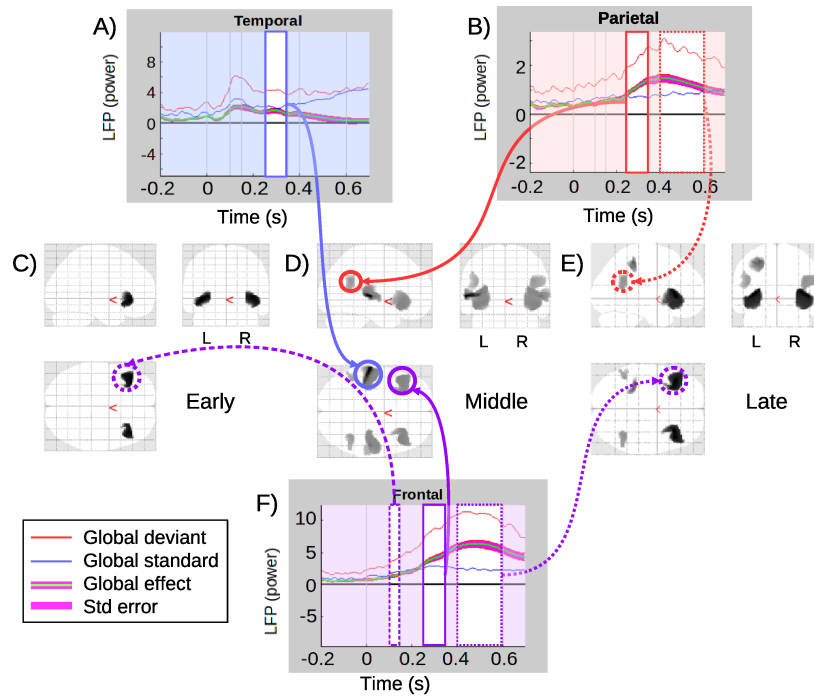 A)
Temporal
LFP (power)
8
4
0
-4
-0.2 0 0.2 0.4 0.6
Time (s)
B)
Parietal
LFP (power)
2
0
-2
-0.2 0 0.2 0.4 0.6
Time (s)
C)
<
<
L R
<
Early
D)
<
<
L R
<
Middle
E)
<
<
L R
<
Late
F)
Frontal
LFP (power)
10
5
0
-5
-0.2 0 0.2 0.4 0.6
Time (s)
Global deviant
Global standard
Global effect
Std error